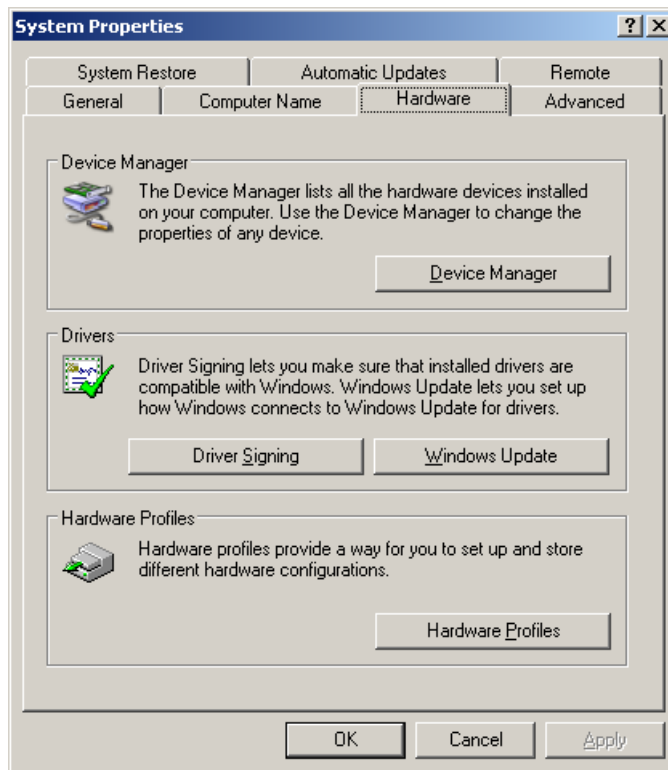 System Properties
System Restore
Automatic Updates
Remote
General
Computer Name
Hardware
Advanced
Device Manager
The Device Manager lists all the hardware devices installed
on your computer. Use the Device Manager to change the
properties of any device.
Device Manager
Drivers
Driver Signing lets you make sure that installed drivers are
compatible with Windows. Windows Update lets you set up
how Windows connects to Windows Update for drivers.
Driver Signing
Windows Update
Hardware Profiles
Hardware profiles provide a way for you to set up and store
different hardware configurations.
Hardware Profiles
OK
Cancel
Apply